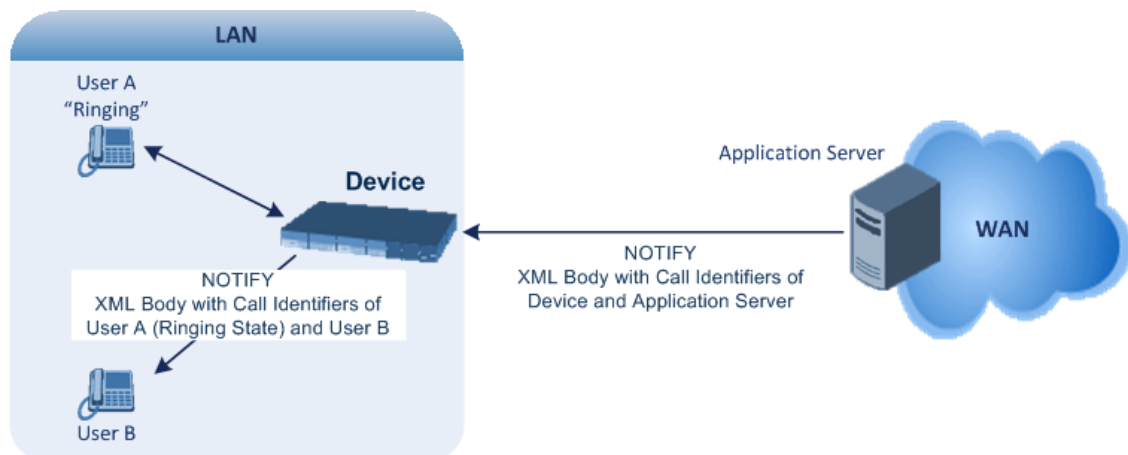 LAN
User A
“Ringing”
Device
Application Server
WAN
NOTIFY
XML Body with Call Identifiers of
Device and Application Server
NOTIFY
XML Body with Call Identifiers of
User A (Ringing State) and User B
User B